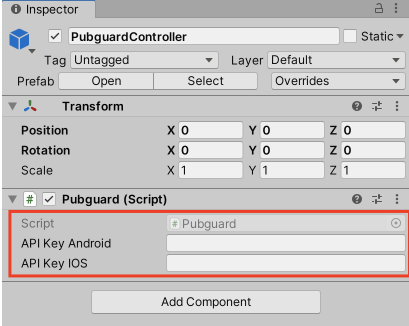 Inspector
PubguardController Static
Tag Untagged Layer Default
Prefab Open Select Overrides
Transform
Position X 0 Y 0 Z 0
Rotation X 0 Y 0 Z 0
Scale X 1 Y 1 Z 1
# Pubguard (Script)
Script # Pubguard
API Key Android
API Key IOS
Add Component